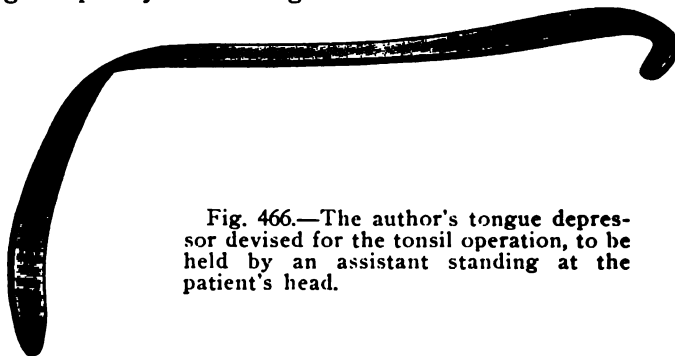 Fig. 466.—The author's tongue depres-
sor devised for the tonsil operation, to be
held by an assistant standing at the
patient's head.